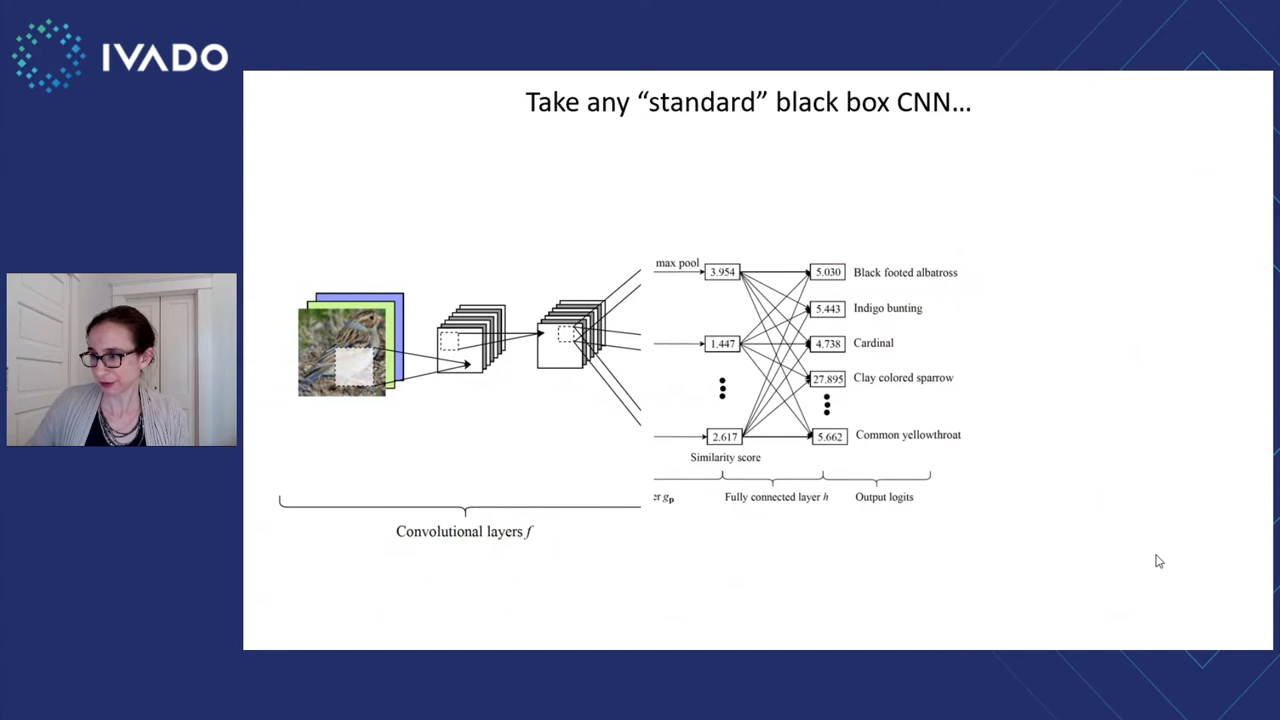 IVADO
Take any “standard” black box CNN…
max pool
3.954
5.030
Black footed albatross
5.443
Indigo bunting
1.447
4.738
Cardinal
27.895
Clay colored sparrow
2.617
5.662
Common yellowthroat
Similarity score
er gₚ
Fully connected layer h
Output logits
Convolutional layers f